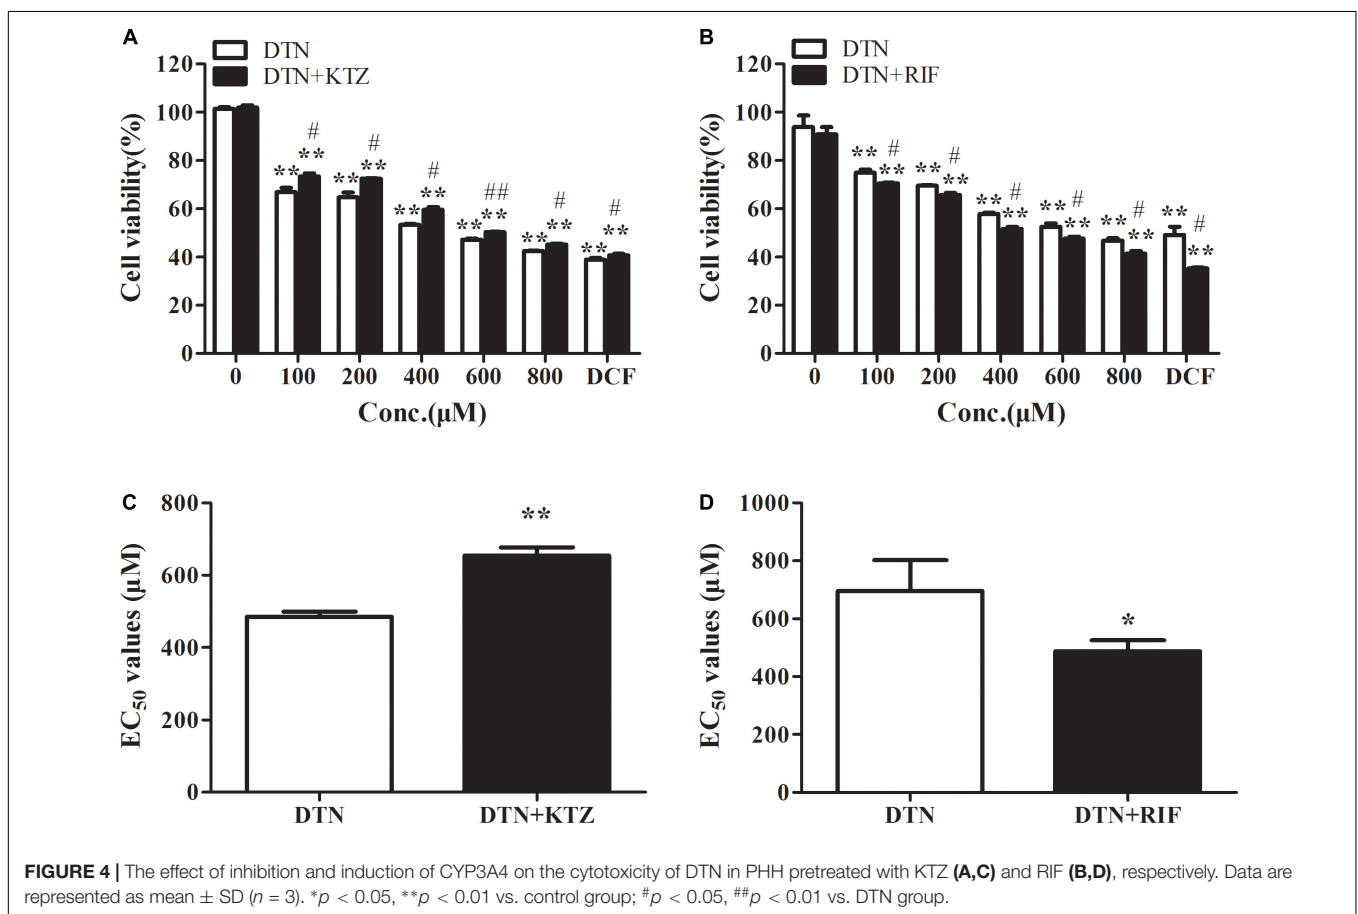 A
DTN
DTN+KTZ
120
100
80
60
40
20
0
Cell viability(%)
# # # ## # #
** ** ** ** ** ** ** ** ** ** ** **
0 100 200 400 600 800 DCF
Conc.(μM)
B
DTN
DTN+RIF
120
100
80
60
40
20
0
Cell viability(%)
# # # # # #
** ** ** ** ** ** ** ** ** ** ** **
0 100 200 400 600 800 DCF
Conc.(μM)
C
800
600
400
200
0
EC50 values (μM)
**
DTN DTN+KTZ
D
1000
800
600
400
200
0
EC50 values (μM)
*
DTN DTN+RIF
FIGURE 4 | The effect of inhibition and induction of CYP3A4 on the cytotoxicity of DTN in PHH pretreated with KTZ (A,C) and RIF (B,D), respectively. Data are
represented as mean ± SD (n = 3). *p < 0.05, **p < 0.01 vs. control group; #p < 0.05, ##p < 0.01 vs. DTN group.